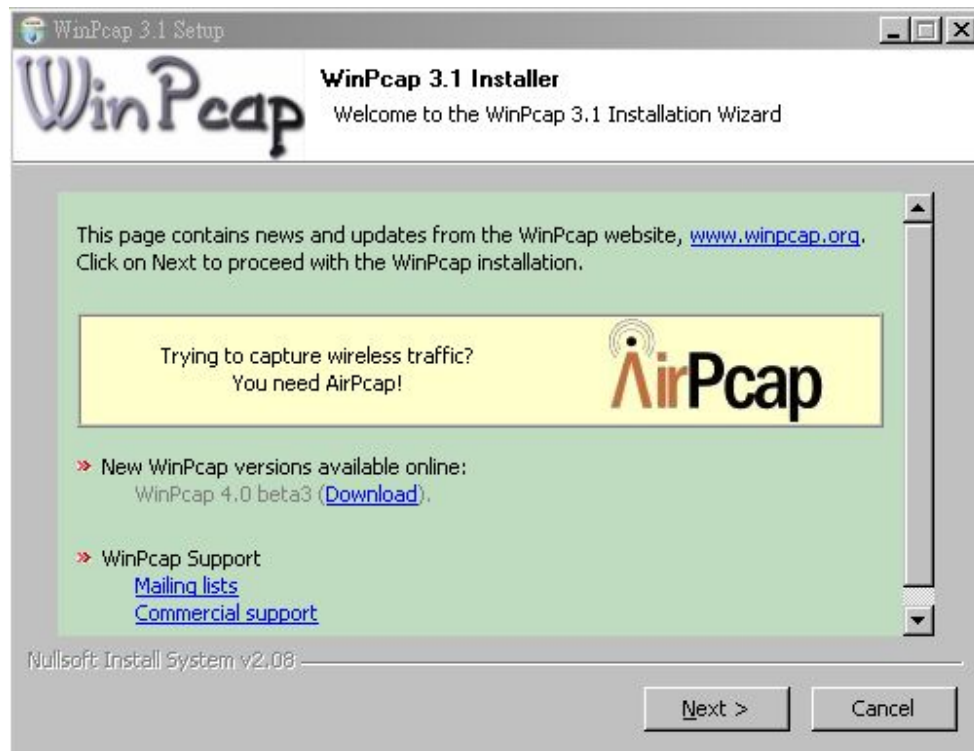 WinPcap 3.1 Setup
WinPcap
WinPcap 3.1 Installer
Welcome to the WinPcap 3.1 Installation Wizard
This page contains news and updates from the WinPcap website, www.winpcap.org.
Click on Next to proceed with the WinPcap installation.
Trying to capture wireless traffic?
You need AirPcap!
AirPcap
» New WinPcap versions available online:
WinPcap 4.0 beta3 (Download).
» WinPcap Support
Mailing lists
Commercial support
Nullsoft Install System v2.08
Next >
Cancel